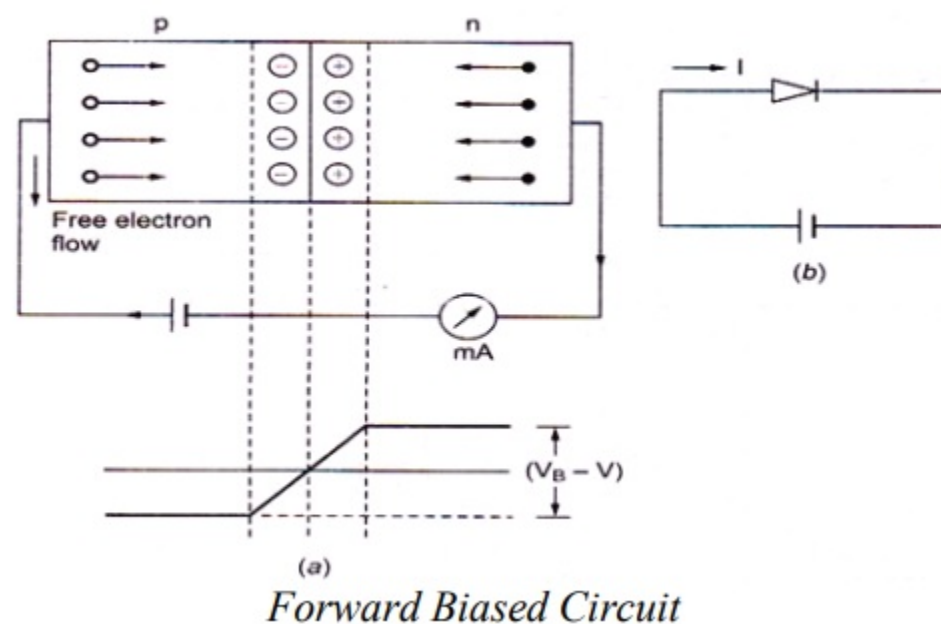 p
n
− +
− +
− +
− +
Free electron
flow
mA
(V_B − V)
(a)
I
(b)
Forward Biased Circuit